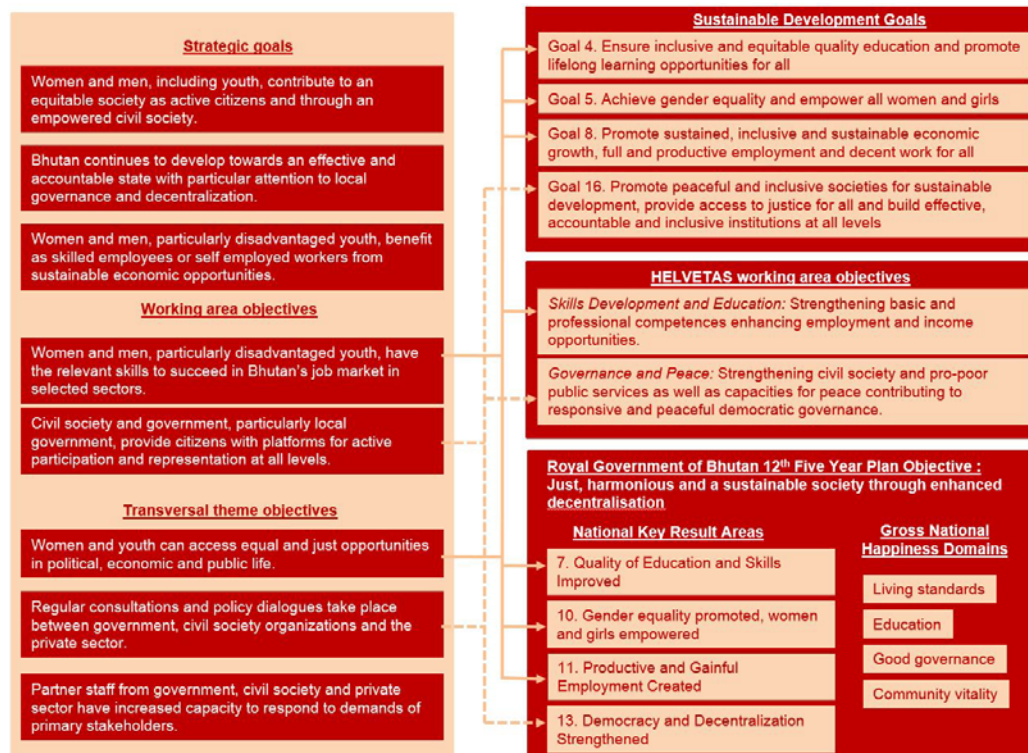 Strategic goals
Women and men, including youth, contribute to an
equitable society as active citizens and through an
empowered civil society.
Bhutan continues to develop towards an effective and
accountable state with particular attention to local
governance and decentralization.
Women and men, particularly disadvantaged youth, benefit
as skilled employees or self employed workers from
sustainable economic opportunities.
Working area objectives
Women and men, particularly disadvantaged youth, have
the relevant skills to succeed in Bhutan's job market in
selected sectors.
Civil society and government, particularly local
government, provide citizens with platforms for active
participation and representation at all levels.
Transversal theme objectives
Women and youth can access equal and just opportunities
in political, economic and public life.
Regular consultations and policy dialogues take place
between government, civil society organizations and the
private sector.
Partner staff from government, civil society and private
sector have increased capacity to respond to demands of
primary stakeholders.
Sustainable Development Goals
Goal 4. Ensure inclusive and equitable quality education and promote
lifelong learning opportunities for all
Goal 5. Achieve gender equality and empower all women and girls
Goal 8. Promote sustained, inclusive and sustainable economic
growth, full and productive employment and decent work for all
Goal 16. Promote peaceful and inclusive societies for sustainable
development, provide access to justice for all and build effective,
accountable and inclusive institutions at all levels
HELVETAS working area objectives
Skills Development and Education: Strengthening basic and
professional competences enhancing employment and income
opportunities.
Governance and Peace: Strengthening civil society and pro-poor
public services as well as capacities for peace contributing to
responsive and peaceful democratic governance.
Royal Government of Bhutan 12th Five Year Plan Objective :
Just, harmonious and a sustainable society through enhanced
decentralisation
National Key Result Areas
7. Quality of Education and Skills
Improved
10. Gender equality promoted, women
and girls empowered
11. Productive and Gainful
Employment Created
13. Democracy and Decentralization
Strengthened
Gross National
Happiness Domains
Living standards
Education
Good governance
Community vitality